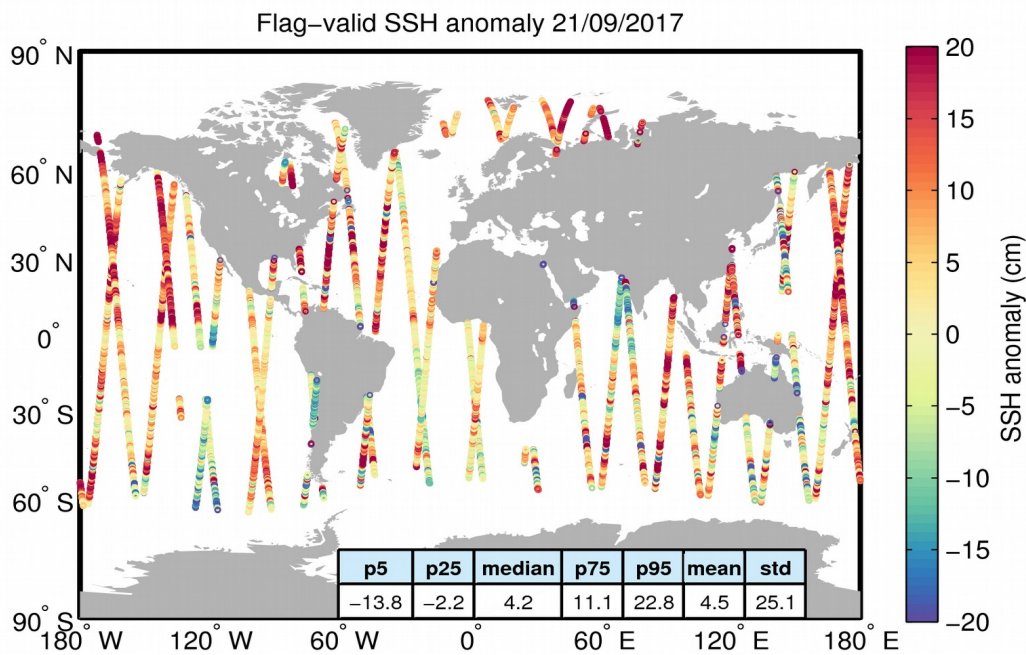 Flag−valid SSH anomaly 21/09/2017
90° N
60° N
30° N
0°
30° S
60° S
90° S
180° W
120° W
60° W
0°
60° E
120° E
180° E
p5 p25 median p75 p95 mean std
−13.8 −2.2 4.2 11.1 22.8 4.5 25.1
20
15
10
5
0
−5
−10
−15
−20
SSH anomaly (cm)